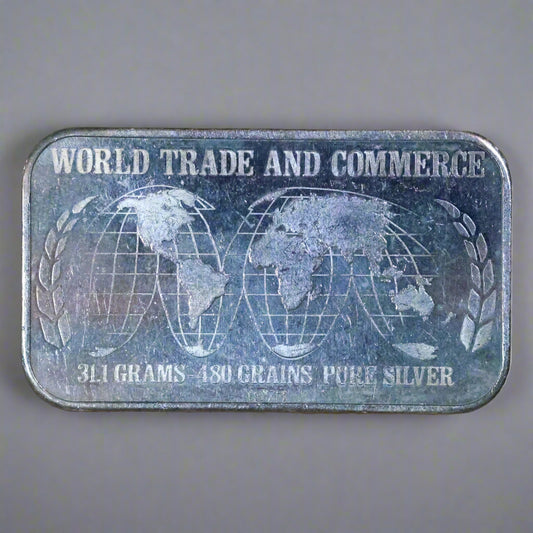 WORLD TRADE AND COMMERCE
31.1 GRAMS 480 GRAINS PURE SILVER